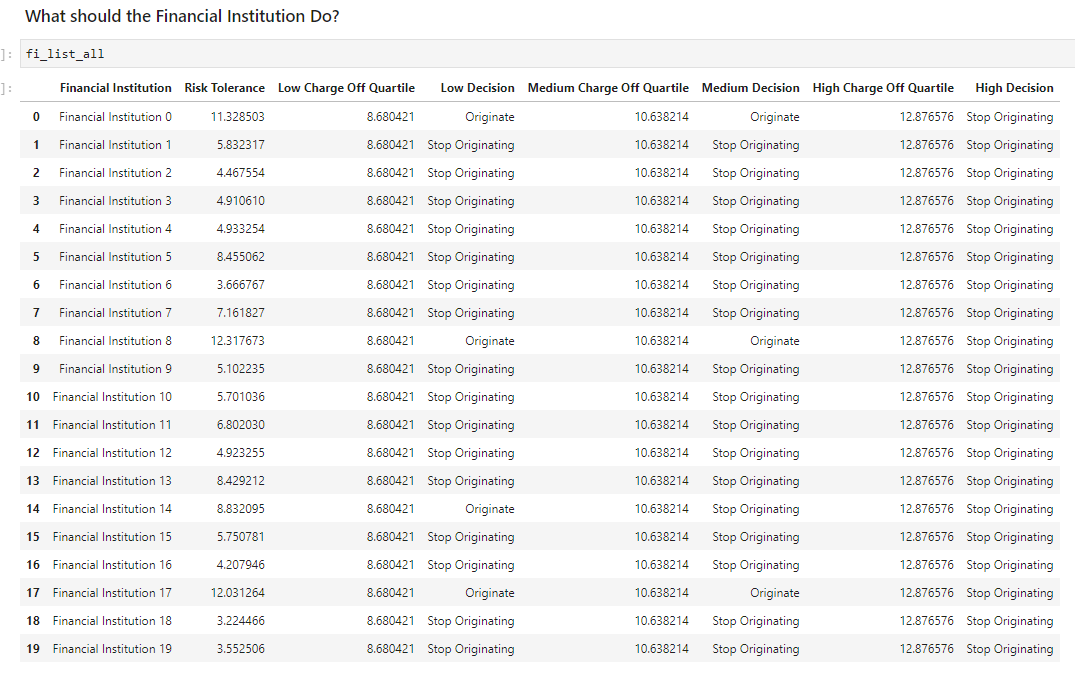 What should the Financial Institution Do?
]: fi_list_all
]: Financial Institution Risk Tolerance Low Charge Off Quartile Low Decision Medium Charge Off Quartile Medium Decision High Charge Off Quartile High Decision
0 Financial Institution 0 11.328503 8.680421 Originate 10.638214 Originate 12.876576 Stop Originating
1 Financial Institution 1 5.832317 8.680421 Stop Originating 10.638214 Stop Originating 12.876576 Stop Originating
2 Financial Institution 2 4.467554 8.680421 Stop Originating 10.638214 Stop Originating 12.876576 Stop Originating
3 Financial Institution 3 4.910610 8.680421 Stop Originating 10.638214 Stop Originating 12.876576 Stop Originating
4 Financial Institution 4 4.933254 8.680421 Stop Originating 10.638214 Stop Originating 12.876576 Stop Originating
5 Financial Institution 5 8.455062 8.680421 Stop Originating 10.638214 Stop Originating 12.876576 Stop Originating
6 Financial Institution 6 3.666767 8.680421 Stop Originating 10.638214 Stop Originating 12.876576 Stop Originating
7 Financial Institution 7 7.161827 8.680421 Stop Originating 10.638214 Stop Originating 12.876576 Stop Originating
8 Financial Institution 8 12.317673 8.680421 Originate 10.638214 Originate 12.876576 Stop Originating
9 Financial Institution 9 5.102235 8.680421 Stop Originating 10.638214 Stop Originating 12.876576 Stop Originating
10 Financial Institution 10 5.701036 8.680421 Stop Originating 10.638214 Stop Originating 12.876576 Stop Originating
11 Financial Institution 11 6.802030 8.680421 Stop Originating 10.638214 Stop Originating 12.876576 Stop Originating
12 Financial Institution 12 4.923255 8.680421 Stop Originating 10.638214 Stop Originating 12.876576 Stop Originating
13 Financial Institution 13 8.429212 8.680421 Stop Originating 10.638214 Stop Originating 12.876576 Stop Originating
14 Financial Institution 14 8.832095 8.680421 Originate 10.638214 Stop Originating 12.876576 Stop Originating
15 Financial Institution 15 5.750781 8.680421 Stop Originating 10.638214 Stop Originating 12.876576 Stop Originating
16 Financial Institution 16 4.207946 8.680421 Stop Originating 10.638214 Stop Originating 12.876576 Stop Originating
17 Financial Institution 17 12.031264 8.680421 Originate 10.638214 Originate 12.876576 Stop Originating
18 Financial Institution 18 3.224466 8.680421 Stop Originating 10.638214 Stop Originating 12.876576 Stop Originating
19 Financial Institution 19 3.552506 8.680421 Stop Originating 10.638214 Stop Originating 12.876576 Stop Originating